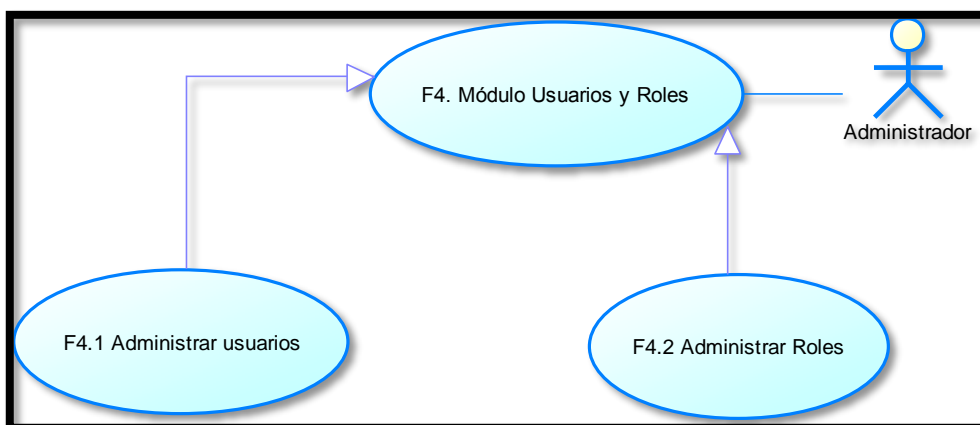 F4. Módulo Usuarios y Roles
Administrador
F4.1 Administrar usuarios
F4.2 Administrar Roles